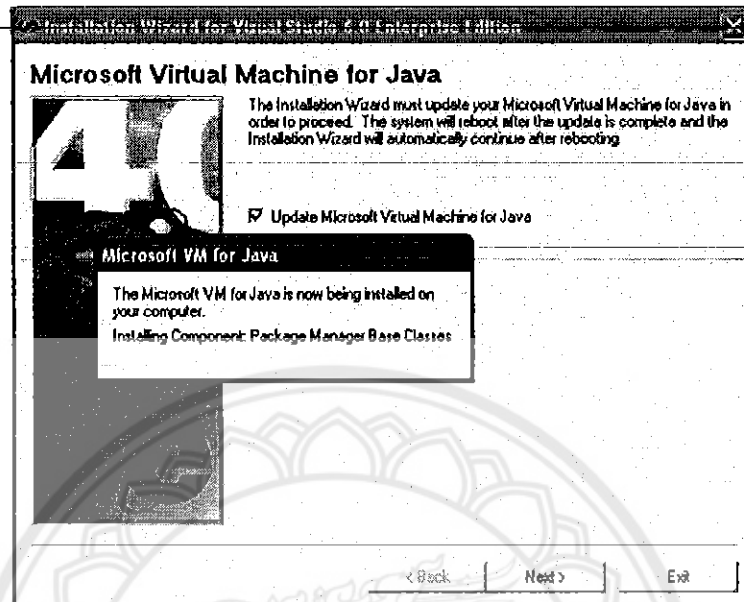 Installation Wizard for Visual Studio 6.0 Enterprise Edition
Microsoft Virtual Machine for Java
The Installation Wizard must update your Microsoft Virtual Machine for Java in
order to proceed. The system will reboot after the update is complete and the
Installation Wizard will automatically continue after rebooting.
Update Microsoft Virtual Machine for Java
Microsoft VM for Java
The Microsoft VM for Java is now being installed on
your computer.
Installing Component: Package Manager Base Classes
< Back
Next >
Exit